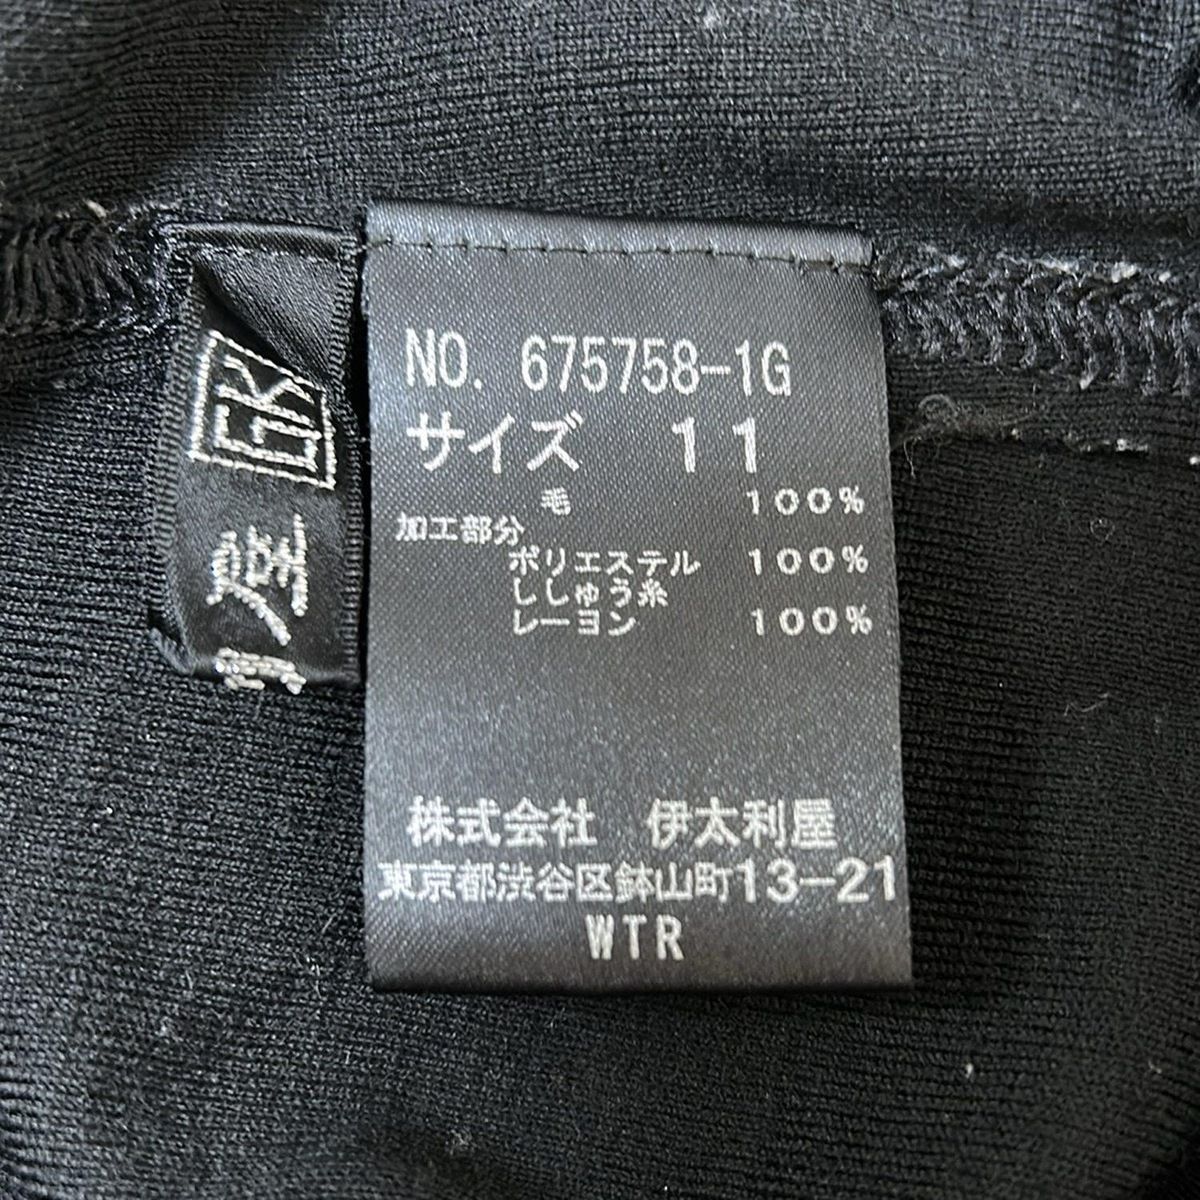 NO. 675758-1G
サイズ 11
毛 100%
加工部分
ポリエステル 100%
ししゅう糸
レーヨン 100%
株式会社 伊太利屋
東京都渋谷区鉢山町13-21
WTR
GK
屋